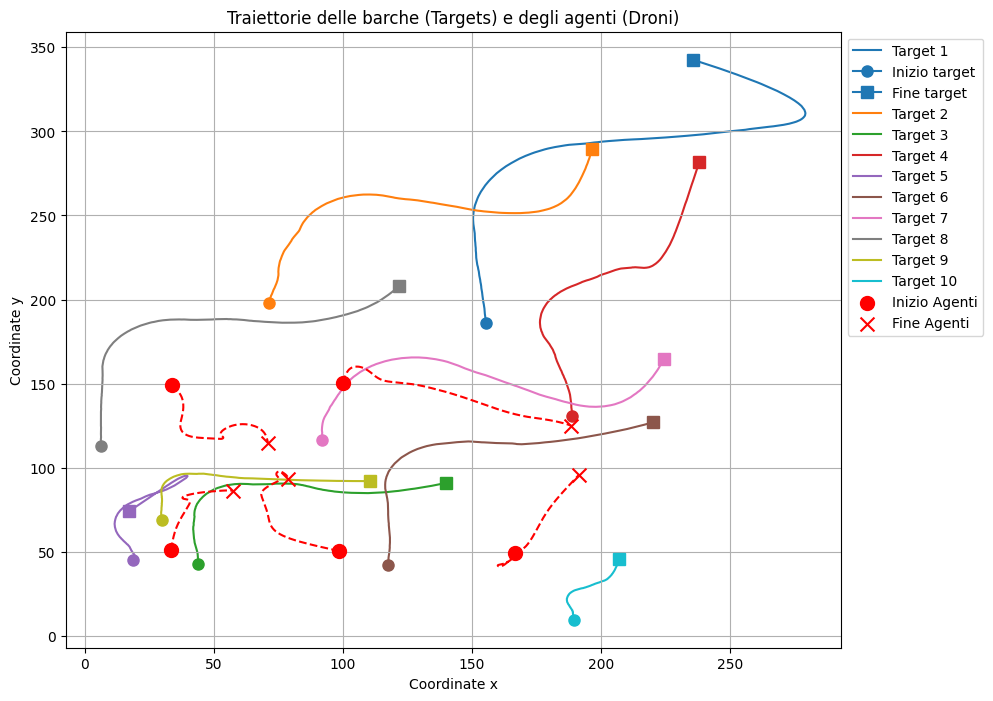 Traiettorie delle barche (Targets) e degli agenti (Droni)
350
300
250
200
150
100
50
0
Coordinate y
0
50
100
150
200
250
Coordinate x
Target 1
Inizio target
Fine target
Target 2
Target 3
Target 4
Target 5
Target 6
Target 7
Target 8
Target 9
Target 10
Inizio Agenti
Fine Agenti